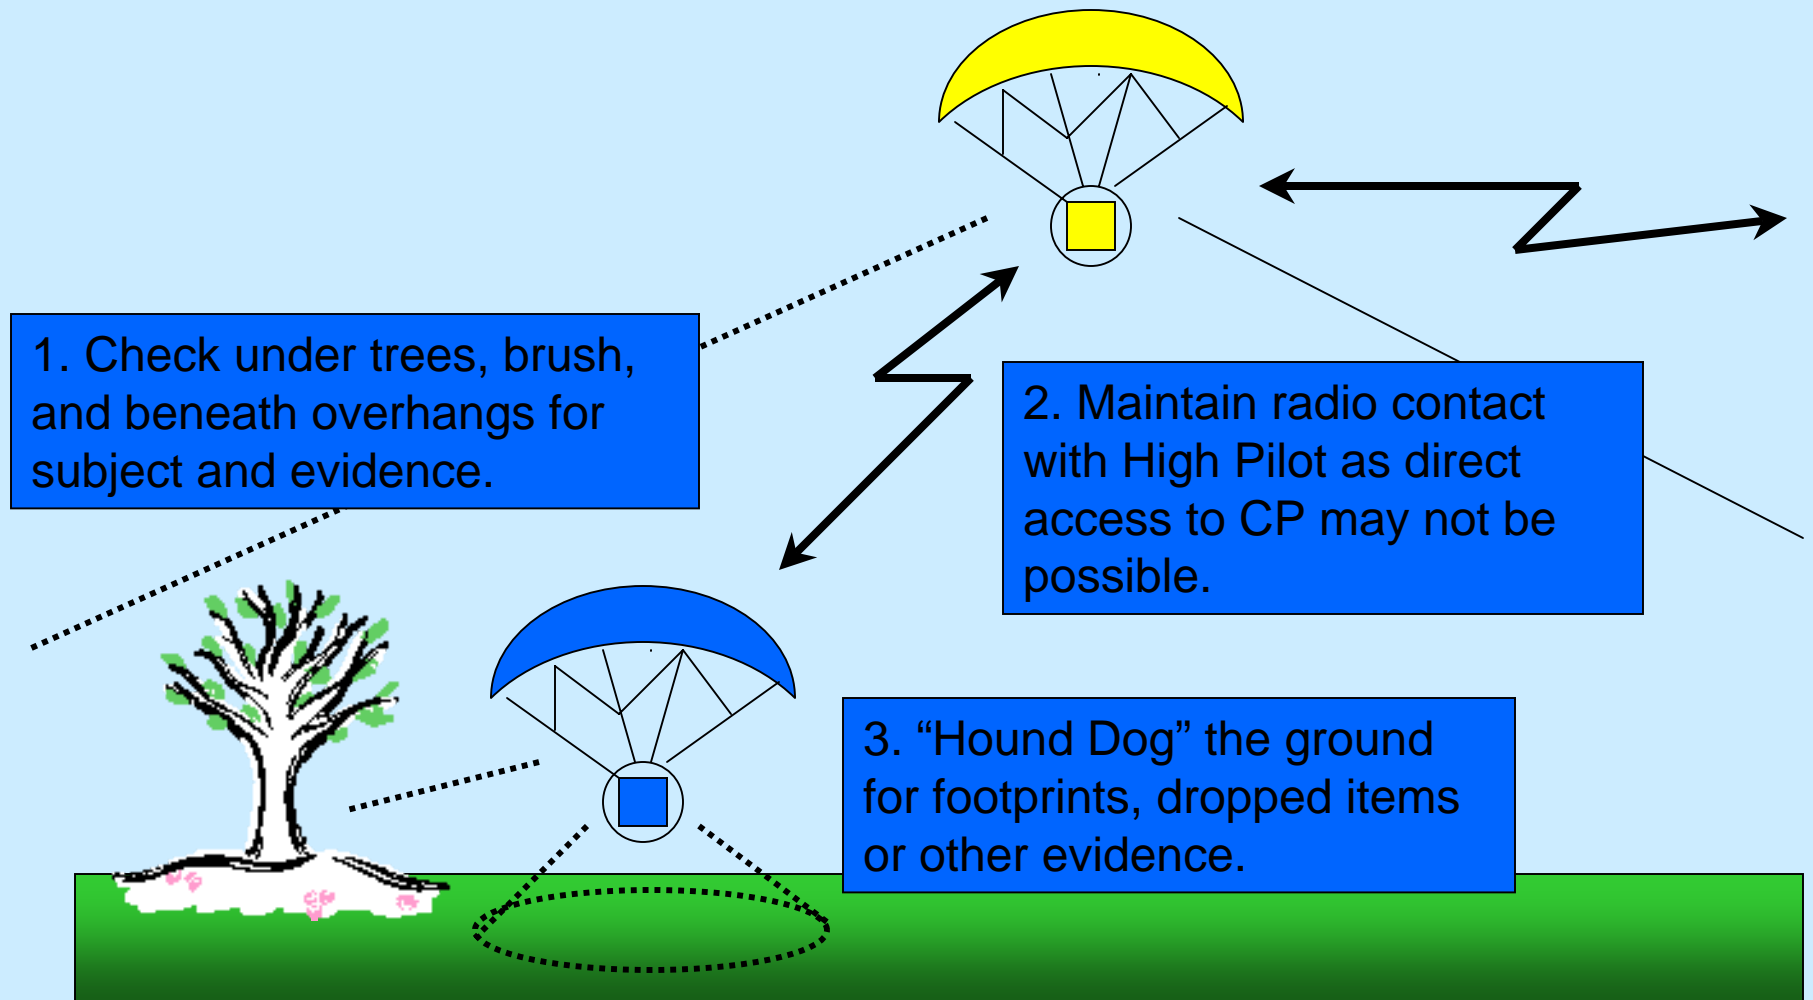 1. Check under trees, brush,
and beneath overhangs for
subject and evidence.
2. Maintain radio contact
with High Pilot as direct
access to CP may not be
possible.
3. “Hound Dog” the ground
for footprints, dropped items
or other evidence.